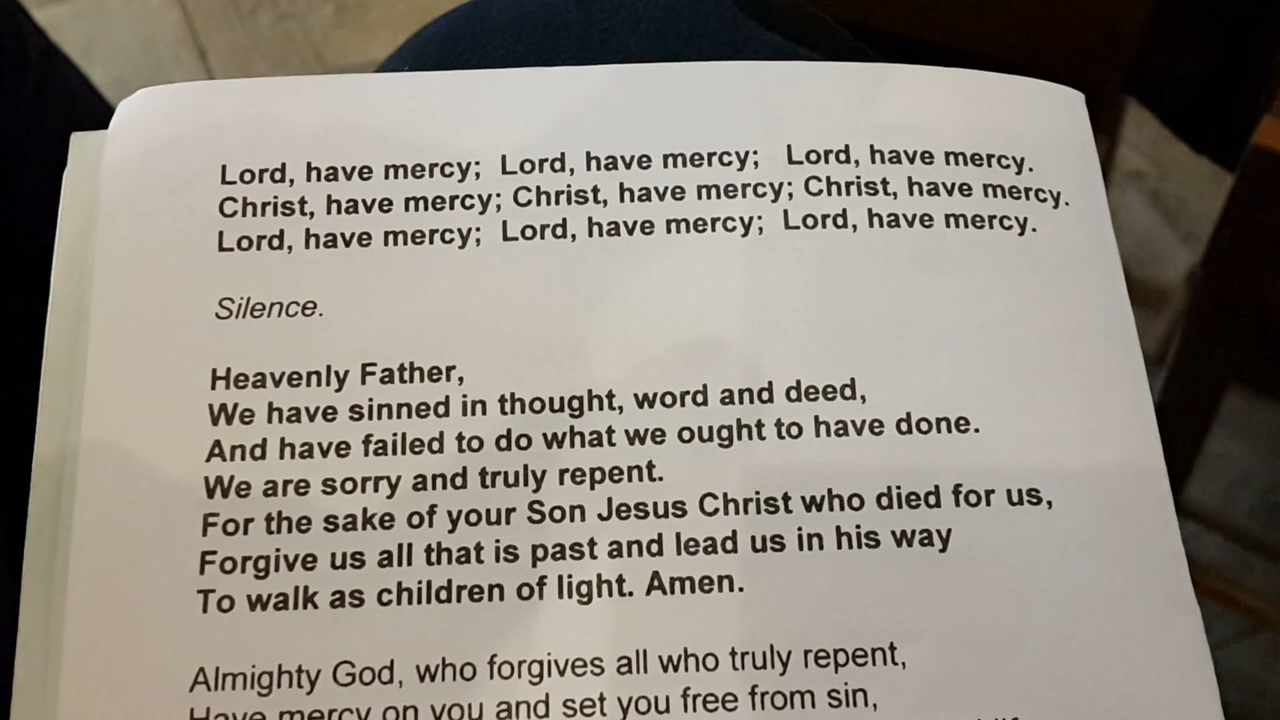 Lord, have mercy; Lord, have mercy; Lord, have mercy.
Christ, have mercy; Christ, have mercy; Christ, have mercy.
Lord, have mercy; Lord, have mercy; Lord, have mercy.
Silence.
Heavenly Father,
We have sinned in thought, word and deed,
And have failed to do what we ought to have done.
We are sorry and truly repent.
For the sake of your Son Jesus Christ who died for us,
Forgive us all that is past and lead us in his way
To walk as children of light. Amen.
Almighty God, who forgives all who truly repent,
Have mercy on you and set you free from sin,